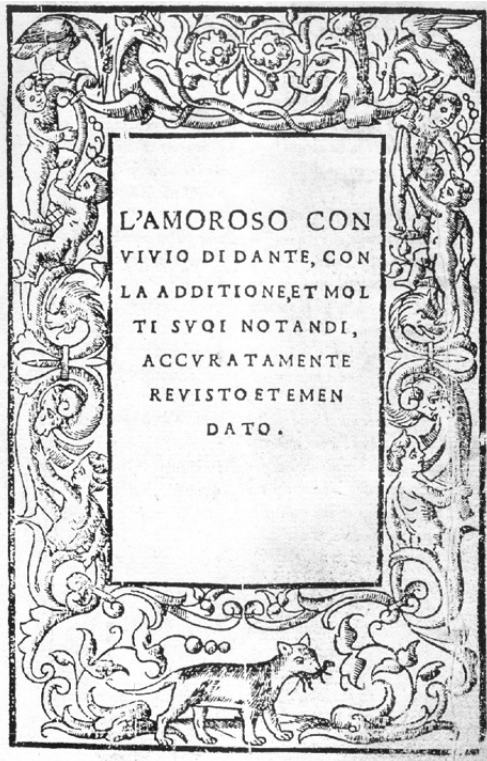 L'AMOROSO CON
VIVIO DI DANTE, CON
LA ADDITIONE, ET MOL
TI SVOI NOTANDI,
ACCVRATAMENTE
REVISTO ET EMEN
DATO.